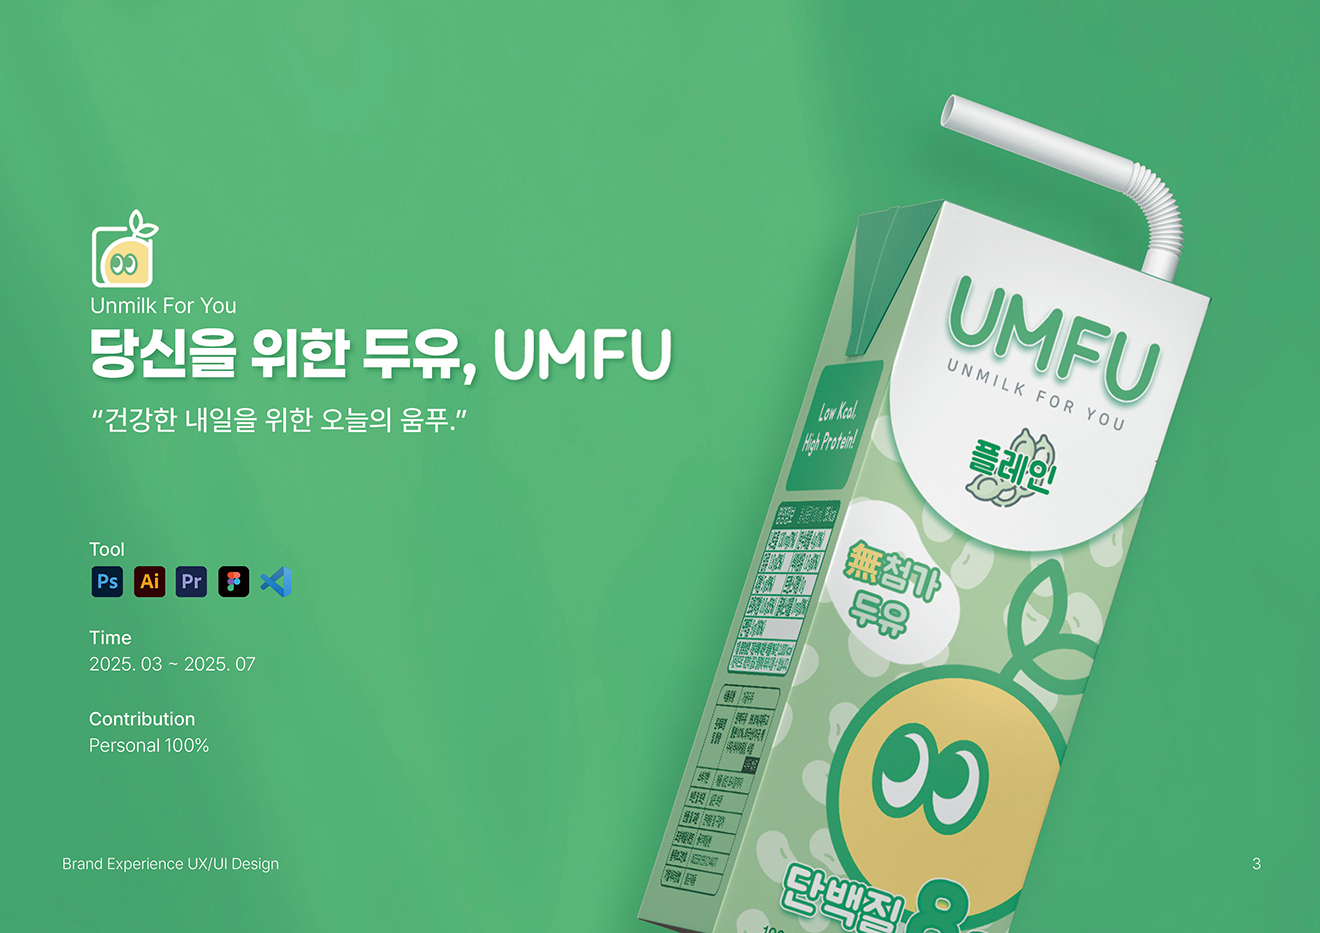 Unmilk For You
당신을 위한 두유, UMFU
“건강한 내일을 위한 오늘의 움푸.”
Tool
Ps Ai Pr
Time
2025. 03 ~ 2025. 07
Contribution
Personal 100%
Brand Experience UX/UI Design
3
UMFU
UNMILK FOR YOU
플레인
Low Kcal.
High Protein!
無첨가
두유
단백질 8